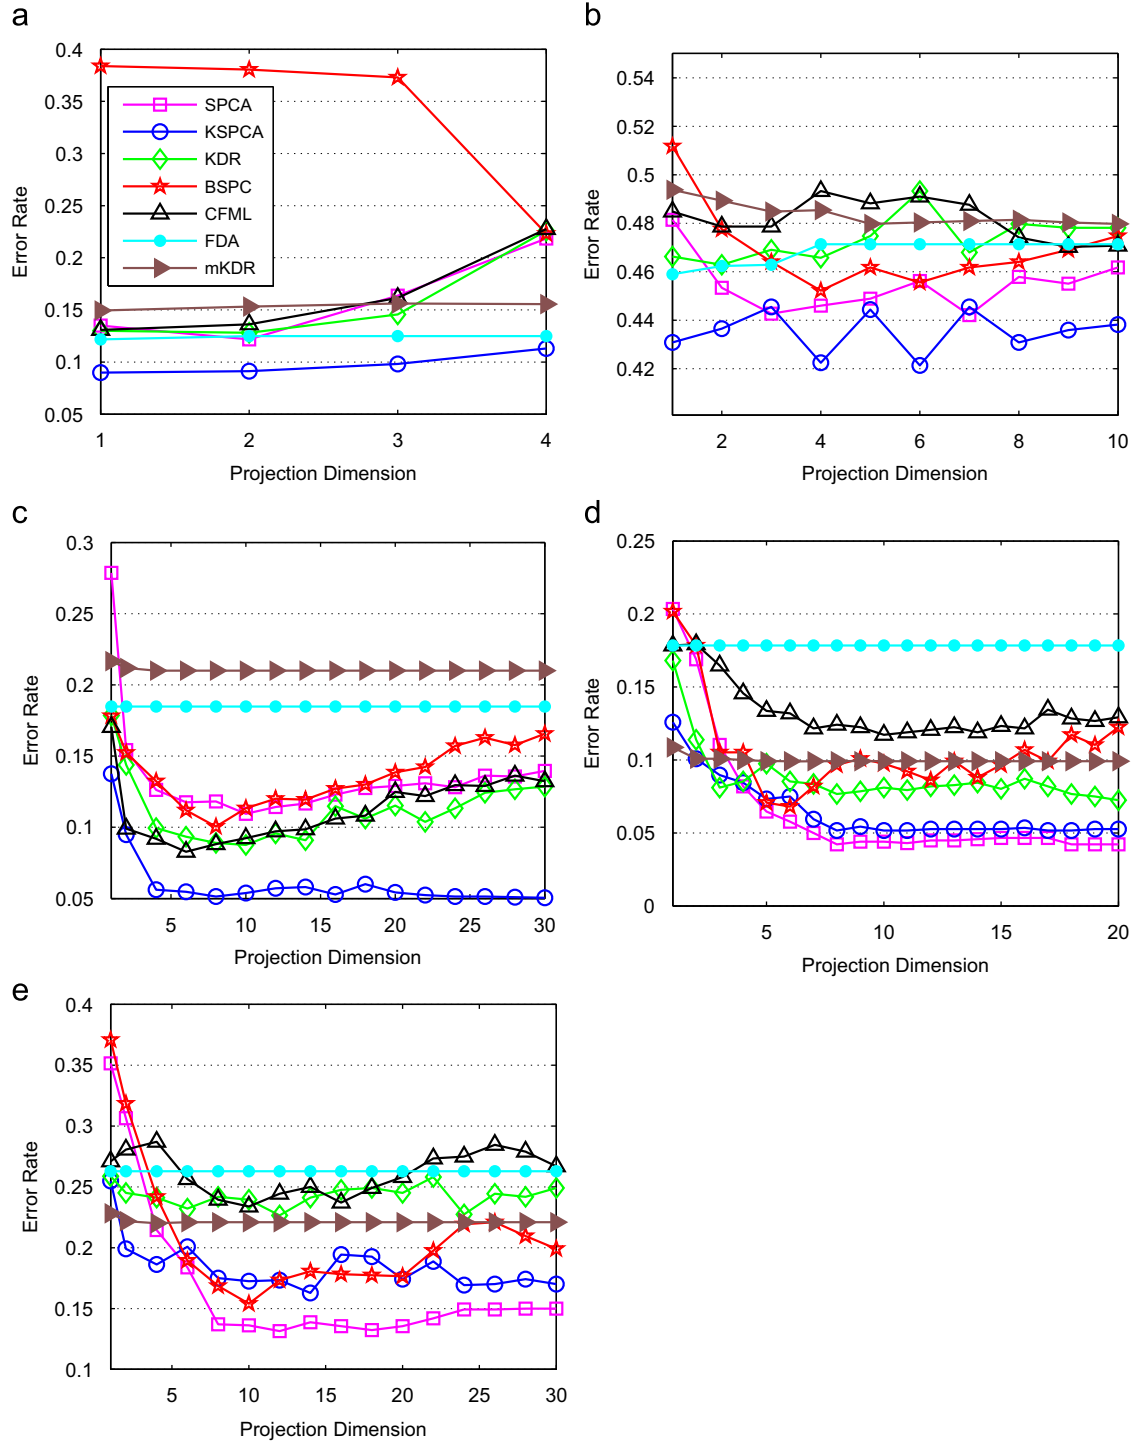 a
0.4
0.35
0.3
0.25
0.2
0.15
0.1
0.05
Error Rate
SPCA
KSPCA
KDR
BSPC
CFML
FDA
mKDR
1 2 3 4
Projection Dimension
b
0.54
0.52
0.5
0.48
0.46
0.44
0.42
Error Rate
2 4 6 8 10
Projection Dimension
c
0.3
0.25
0.2
0.15
0.1
0.05
Error Rate
5 10 15 20 25 30
Projection Dimension
d
0.25
0.2
0.15
0.1
0.05
0
Error Rate
5 10 15 20
Projection Dimension
e
0.4
0.35
0.3
0.25
0.2
0.15
0.1
Error Rate
5 10 15 20 25 30
Projection Dimension